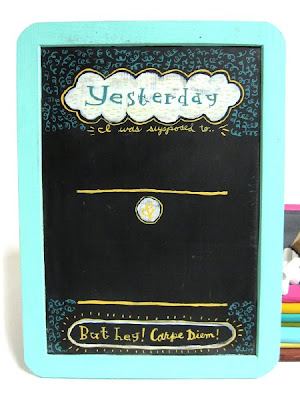 Yesterday
I was supposed to..
&
But hey! Carpe Diem!